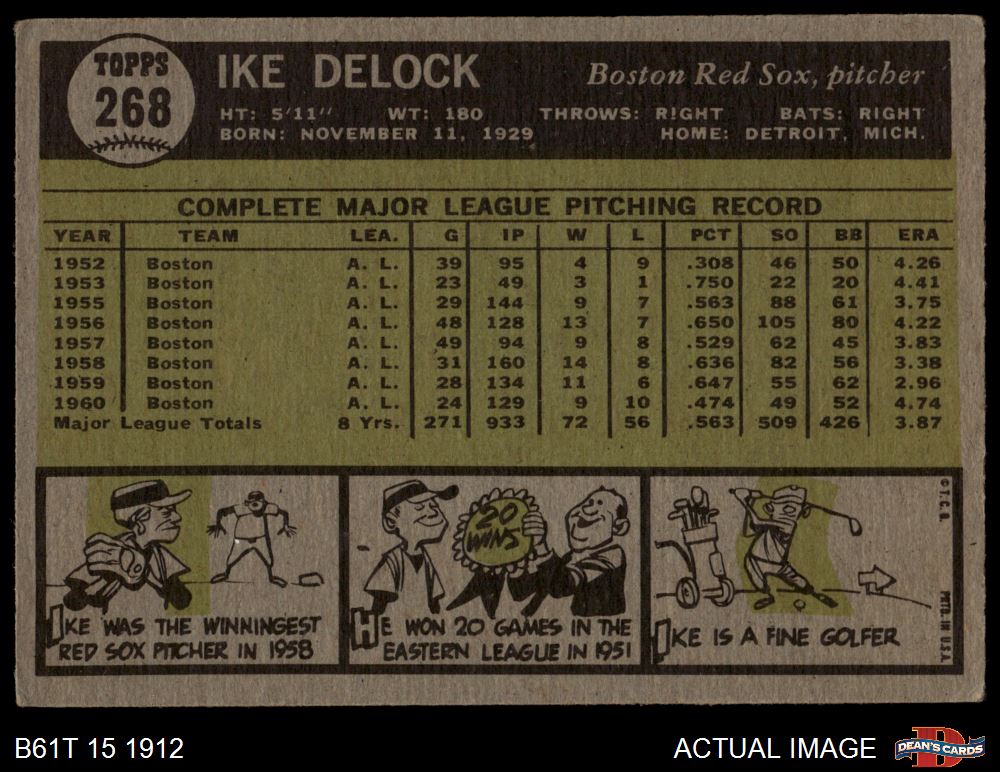 TOPPS
268
IKE DELOCK Boston Red Sox, pitcher
HT: 5'11" WT: 180 THROWS: RIGHT BATS: RIGHT
BORN: NOVEMBER 11, 1929 HOME: DETROIT, MICH.
COMPLETE MAJOR LEAGUE PITCHING RECORD
YEAR TEAM LEA. G IP W L PCT SO BB ERA
1952 Boston A. L. 39 95 4 9 .308 46 50 4.26
1953 Boston A. L. 23 49 3 1 .750 22 20 4.41
1955 Boston A. L. 29 144 9 7 .563 88 61 3.75
1956 Boston A. L. 48 128 13 7 .650 105 80 4.22
1957 Boston A. L. 49 94 9 8 .529 62 45 3.83
1958 Boston A. L. 31 160 14 8 .636 82 56 3.38
1959 Boston A. L. 28 134 11 6 .647 55 62 2.96
1960 Boston A. L. 24 129 9 10 .474 49 52 4.74
Major League Totals 8 Yrs. 271 933 72 56 .563 509 426 3.87
IKE WAS THE WINNINGEST
RED SOX PITCHER IN 1958
20
WINS
HE WON 20 GAMES IN THE
EASTERN LEAGUE IN 1951
IKE IS A FINE GOLFER
© T. C. G.
PRTD. IN U.S.A.
B61T 15 1912
ACTUAL IMAGE
DEAN'S CARDS